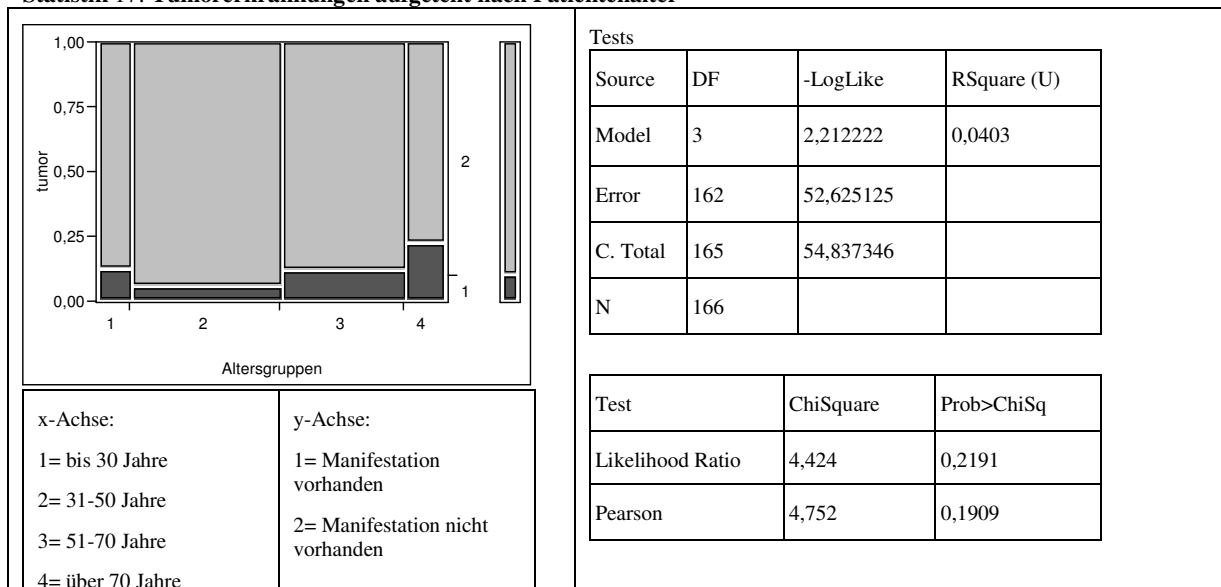 Statistik 17: Tumorerkrankungen aufgeteilt nach Patientenalter
1,00
0,75
0,50
0,25
0,00
tumor
2
1
1 2 3 4
Altersgruppen
x-Achse:
1= bis 30 Jahre
2= 31-50 Jahre
3= 51-70 Jahre
4= über 70 Jahre
y-Achse:
1= Manifestation
vorhanden
2= Manifestation nicht
vorhanden
Tests
Source DF -LogLike RSquare (U)
Model 3 2,212222 0,0403
Error 162 52,625125
C. Total 165 54,837346
N 166
Test ChiSquare Prob>ChiSq
Likelihood Ratio 4,424 0,2191
Pearson 4,752 0,1909